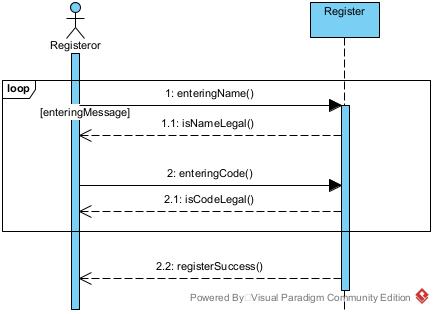 Registeror
Register
loop
1: enteringName()
[enteringMessage]
1.1: isNameLegal()
2: enteringCode()
2.1: isCodeLegal()
2.2: registerSuccess()
Powered By Visual Paradigm Community Edition